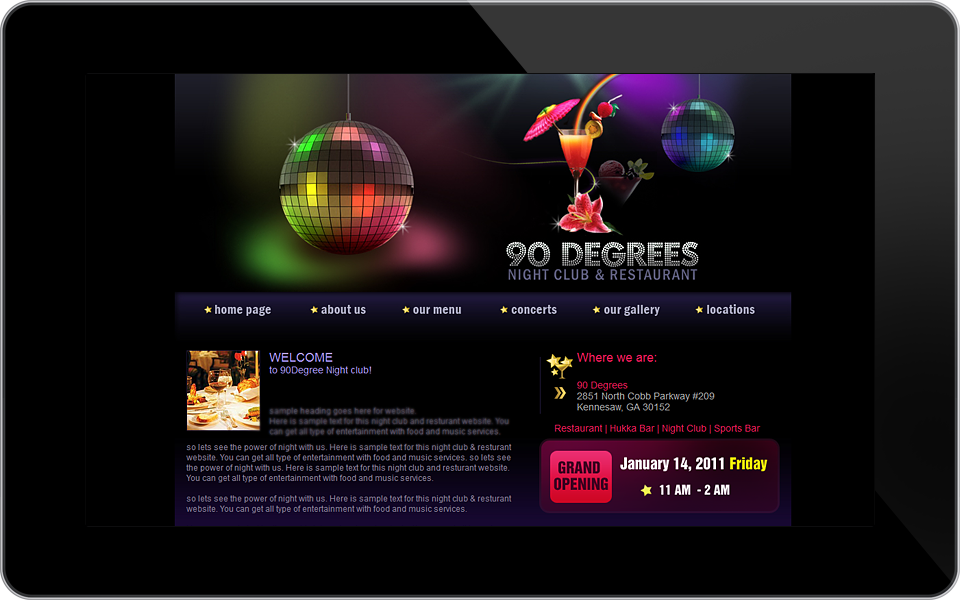 90 DEGREES
NIGHT CLUB & RESTAURANT
home page
about us
our menu
concerts
our gallery
locations
WELCOME
to 90Degree Night club!
sample heading goes here for website.
Here is sample text for this night club and resturant website. You
can get all type of entertainment with food and music services.
so lets see the power of night with us. Here is sample text for this night club & resturant
website. You can get all type of entertainment with food and music services. so lets see
the power of night with us. Here is sample text for this night club and resturant website.
You can get all type of entertainment with food and music services.
so lets see the power of night with us. Here is sample text for this night club & resturant
website. You can get all type of entertainment with food and music services.
Where we are:
90 Degrees
2851 North Cobb Parkway #209
Kennesaw, GA 30152
Restaurant | Hukka Bar | Night Club | Sports Bar
GRAND
OPENING
January 14, 2011 Friday
11 AM - 2 AM